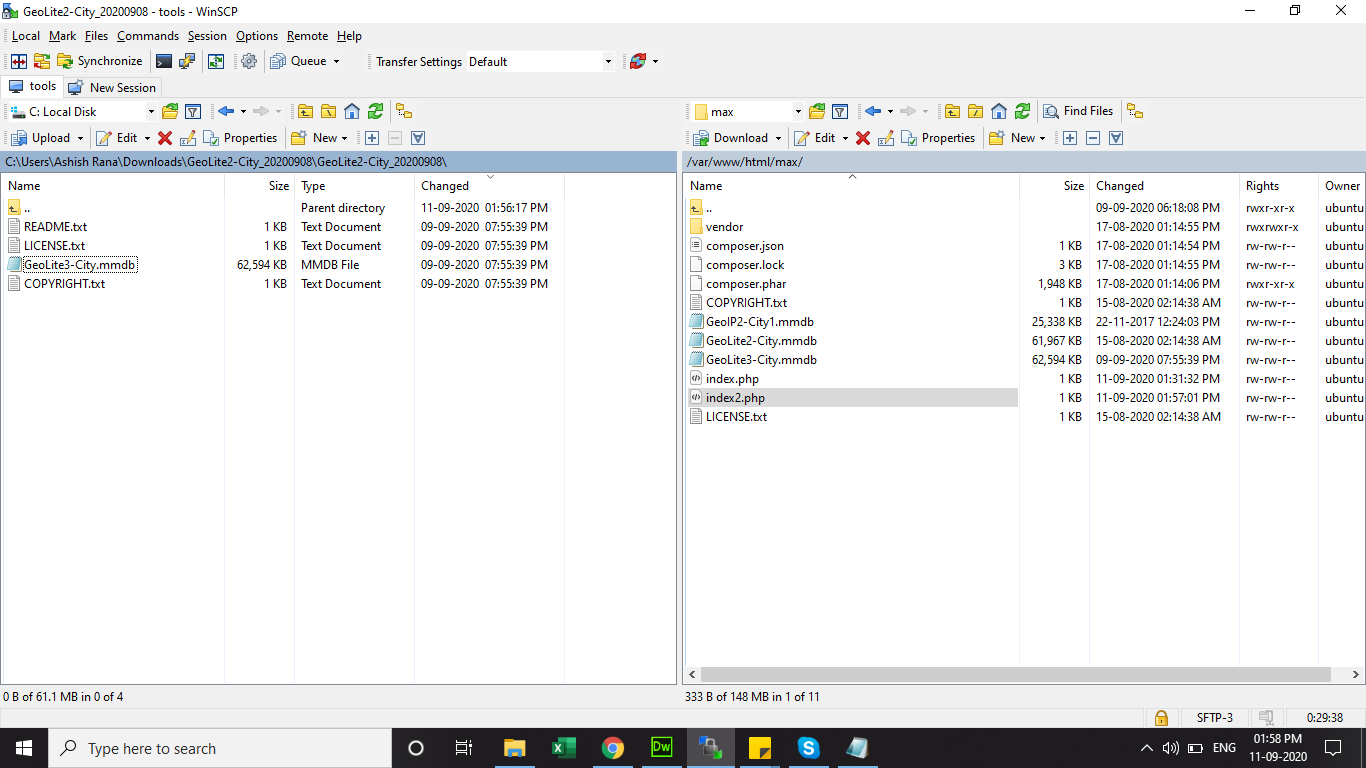 GeoLite2-City_20200908 - tools - WinSCP
Local Mark Files Commands Session Options Remote Help
Synchronize Queue Transfer Settings Default
tools New Session
C: Local Disk max Find Files
Upload Edit Properties New Download Edit Properties New
C:\Users\Ashish Rana\Downloads\GeoLite2-City_20200908\GeoLite2-City_20200908\
Name Size Type Changed
.. Parent directory 11-09-2020 01:56:17 PM
README.txt 1 KB Text Document 09-09-2020 07:55:39 PM
LICENSE.txt 1 KB Text Document 09-09-2020 07:55:39 PM
GeoLite3-City.mmdb 62,594 KB MMDB File 09-09-2020 07:55:39 PM
COPYRIGHT.txt 1 KB Text Document 09-09-2020 07:55:39 PM
0 B of 61.1 MB in 0 of 4
/var/www/html/max/
Name Size Changed Rights Owner
.. 09-09-2020 06:18:08 PM rwxr-xr-x ubuntu
vendor 17-08-2020 01:14:55 PM rwxrwxr-x ubuntu
composer.json 1 KB 17-08-2020 01:14:54 PM rw-rw-r-- ubuntu
composer.lock 3 KB 17-08-2020 01:14:55 PM rw-rw-r-- ubuntu
composer.phar 1,948 KB 17-08-2020 01:14:06 PM rwxr-xr-x ubuntu
COPYRIGHT.txt 1 KB 15-08-2020 02:14:38 AM rw-rw-r-- ubuntu
GeoIP2-City1.mmdb 25,338 KB 22-11-2017 12:24:03 PM rw-rw-r-- ubuntu
GeoLite2-City.mmdb 61,967 KB 15-08-2020 02:14:38 AM rw-rw-r-- ubuntu
GeoLite3-City.mmdb 62,594 KB 09-09-2020 07:55:39 PM rw-rw-r-- ubuntu
index.php 1 KB 11-09-2020 01:31:32 PM rw-rw-r-- ubuntu
index2.php 1 KB 11-09-2020 01:57:01 PM rw-rw-r-- ubuntu
LICENSE.txt 1 KB 15-08-2020 02:14:38 AM rw-rw-r-- ubuntu
333 B of 148 MB in 1 of 11
SFTP-3 0:29:38
Type here to search Dw ENG 01:58 PM
11-09-2020